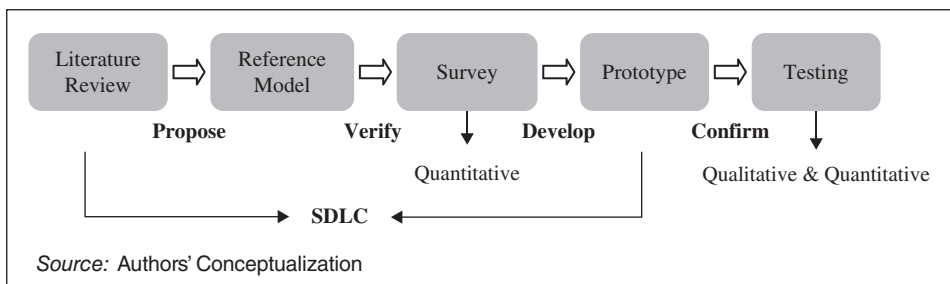 Literature
Review
Reference
Model
Survey
Prototype
Testing
Propose
Verify
Develop
Confirm
Quantitative
Qualitative & Quantitative
SDLC
Source: Authors' Conceptualization